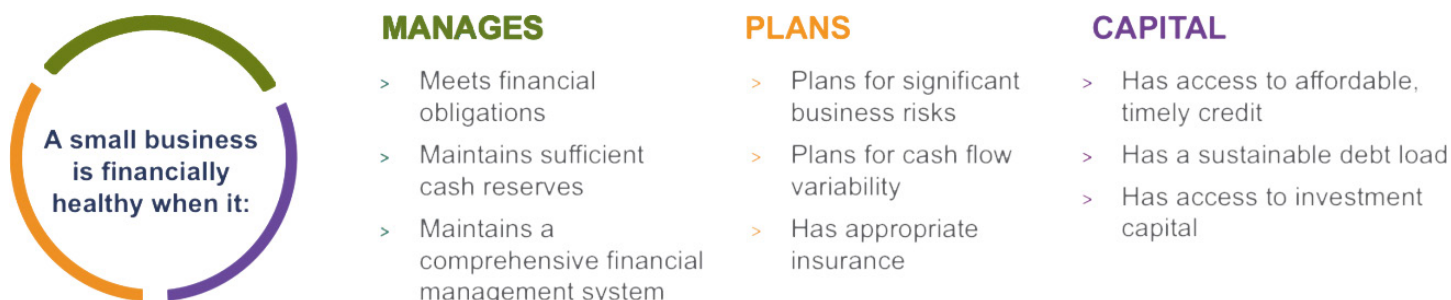 A small business
is financially
healthy when it:
MANAGES
> Meets financial
obligations
> Maintains sufficient
cash reserves
> Maintains a
comprehensive financial
management system
PLANS
> Plans for significant
business risks
> Plans for cash flow
variability
> Has appropriate
insurance
CAPITAL
> Has access to affordable,
timely credit
> Has a sustainable debt load
> Has access to investment
capital